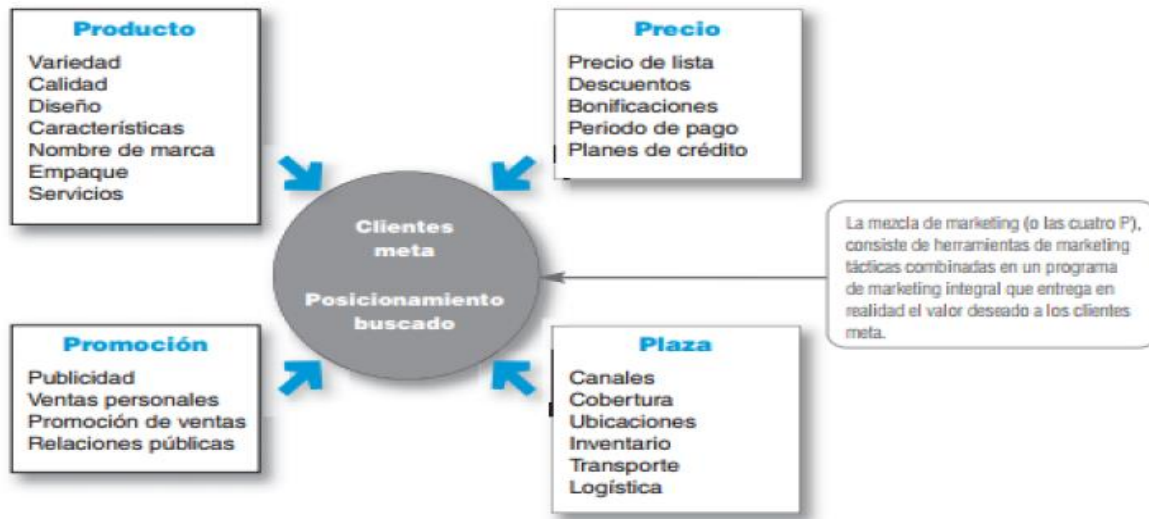 Producto
Variedad
Calidad
Diseño
Características
Nombre de marca
Empaque
Servicios
Precio
Precio de lista
Descuentos
Bonificaciones
Periodo de pago
Planes de crédito
Clientes
meta
Posicionamiento
buscado
La mezcla de marketing (o las cuatro P),
consiste de herramientas de marketing
tácticas combinadas en un programa
de marketing integral que entrega en
realidad el valor deseado a los clientes
meta.
Promoción
Publicidad
Ventas personales
Promoción de ventas
Relaciones públicas
Plaza
Canales
Cobertura
Ubicaciones
Inventario
Transporte
Logística